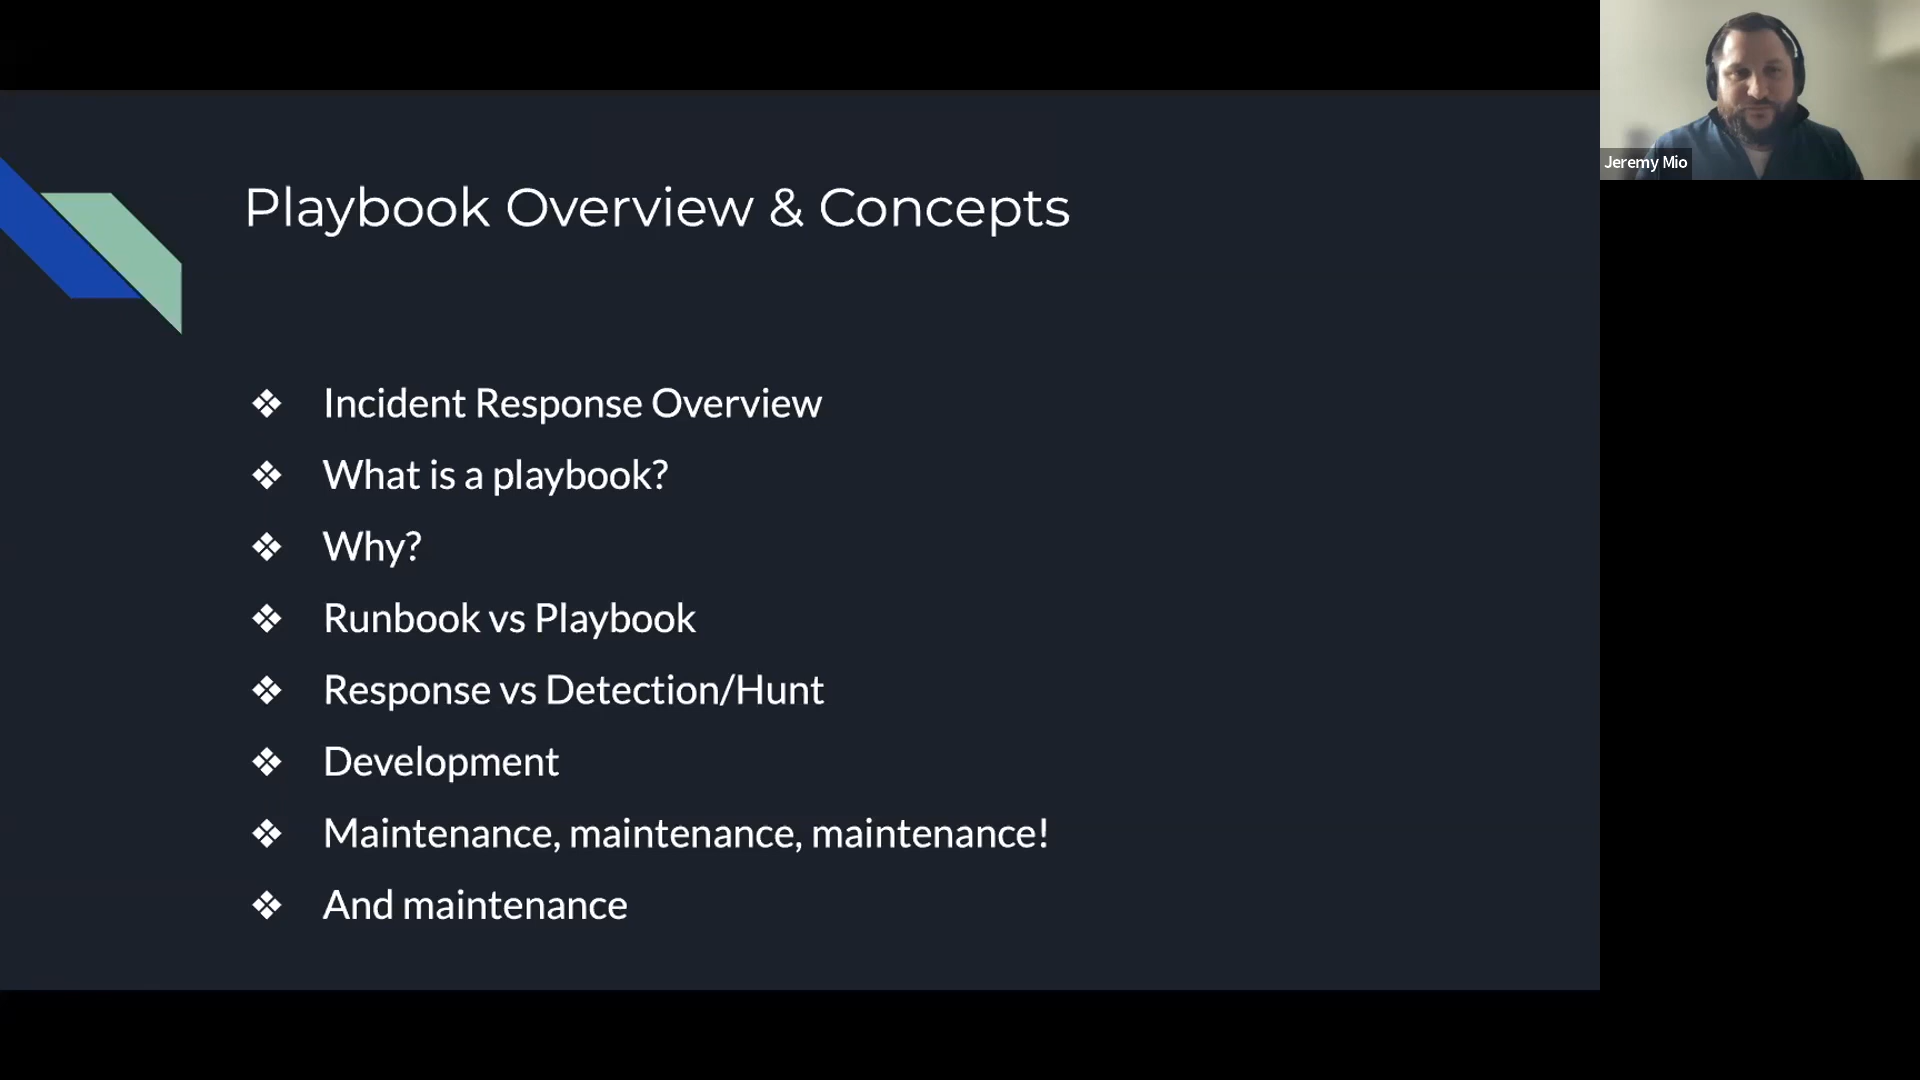 Playbook Overview & Concepts
❖ Incident Response Overview
❖ What is a playbook?
❖ Why?
❖ Runbook vs Playbook
❖ Response vs Detection/Hunt
❖ Development
❖ Maintenance, maintenance, maintenance!
❖ And maintenance
Jeremy Mio